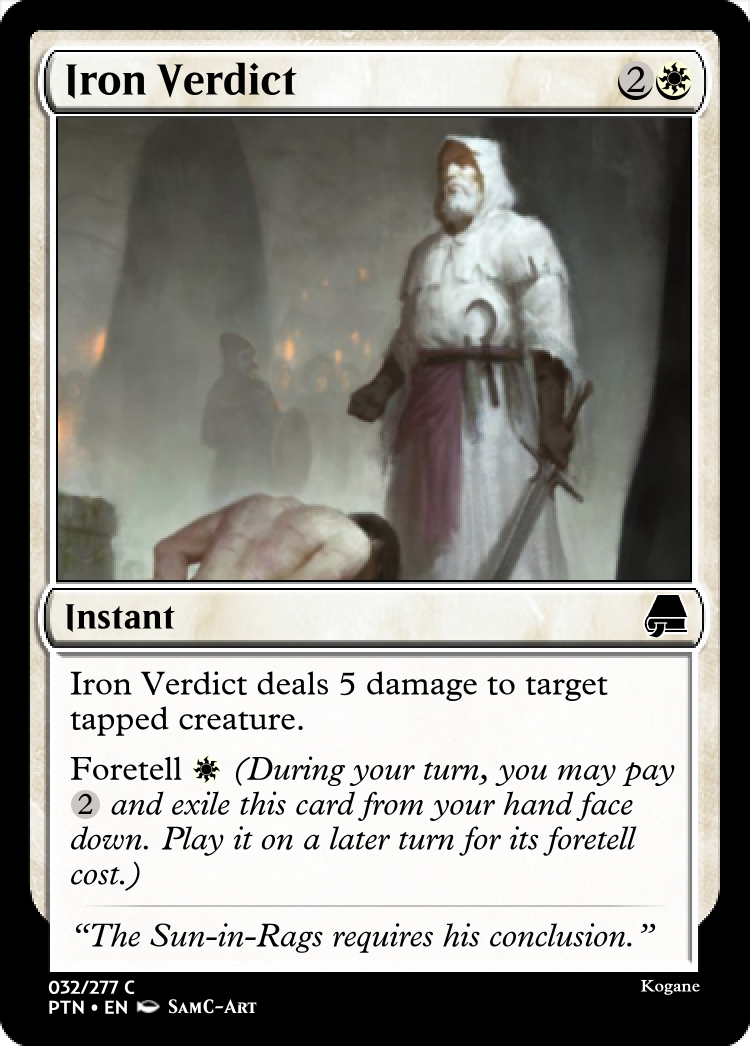 Iron Verdict 2
Instant
Iron Verdict deals 5 damage to target
tapped creature.
Foretell (During your turn, you may pay
2 and exile this card from your hand face
down. Play it on a later turn for its foretell
cost.)
“The Sun-in-Rags requires his conclusion.”
032/277 C
Kogane
PTN • EN SamC-Art